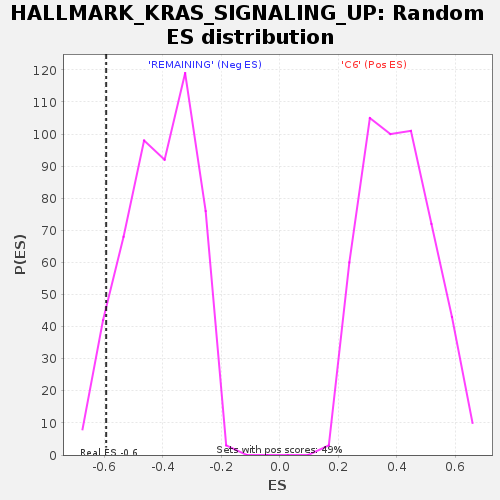 HALLMARK_KRAS_SIGNALING_UP: Random
ES distribution
'REMAINING' (Neg ES)
'C6' (Pos ES)
120
110
100
90
80
70
60
50
40
30
20
10
0
P(ES)
Real ES -0.6
Sets with pos scores: 49%
-0.6
-0.4
-0.2
0.0
0.2
0.4
0.6
ES